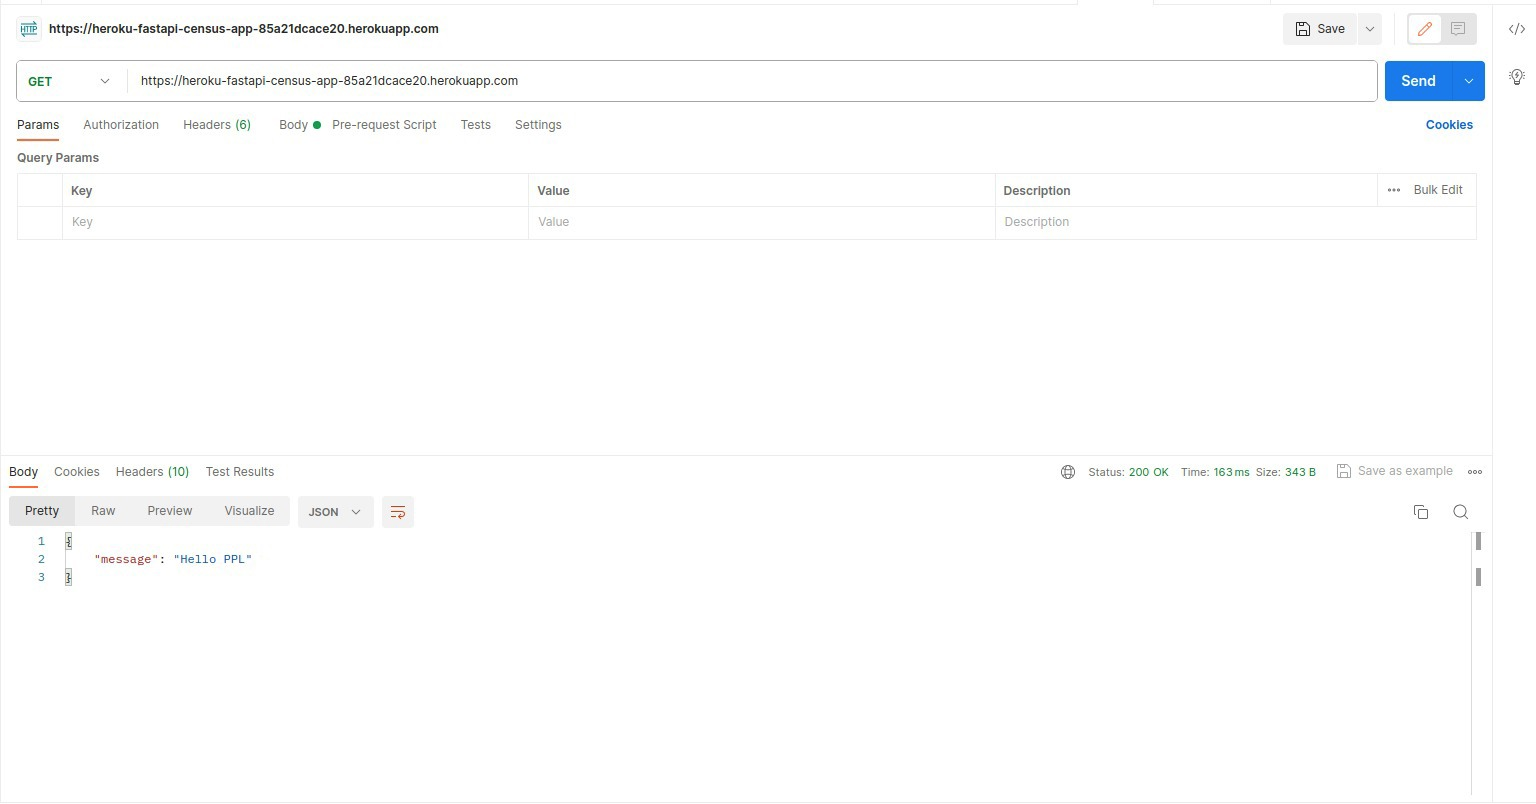 HTTP https://heroku-fastapi-census-app-85a21dcace20.herokuapp.com Save
GET https://heroku-fastapi-census-app-85a21dcace20.herokuapp.com Send
Params Authorization Headers (6) Body Pre-request Script Tests Settings Cookies
Query Params
Key Value Description Bulk Edit
Key Value Description
Body Cookies Headers (10) Test Results Status: 200 OK Time: 163 ms Size: 343 B Save as example
Pretty Raw Preview Visualize JSON
1 {
2 "message": "Hello PPL"
3 }